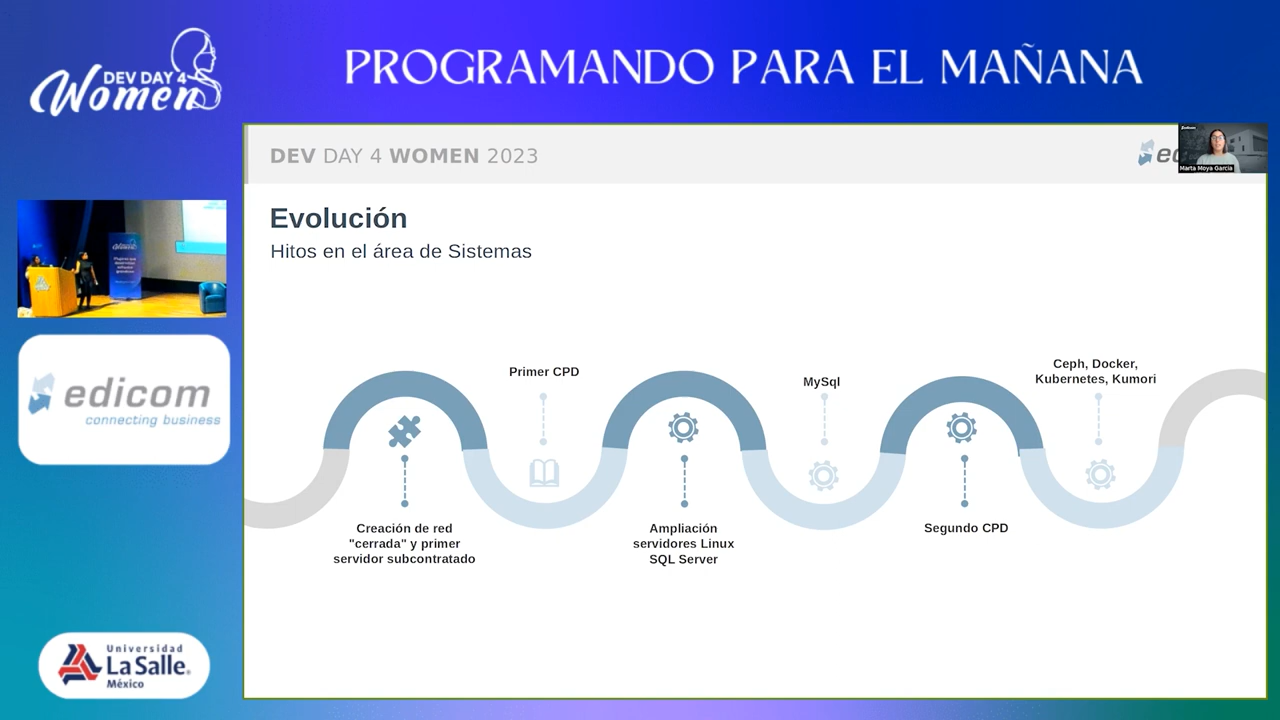 DEV DAY 4
Women
PROGRAMANDO PARA EL MAÑANA
DEV DAY 4 WOMEN 2023
Marta Moya Garcia
Evolución
Hitos en el área de Sistemas
edicom
connecting business
Primer CPD
MySql
Ceph, Docker,
Kubernetes, Kumori
Creación de red
"cerrada" y primer
servidor subcontratado
Ampliación
servidores Linux
SQL Server
Segundo CPD
Universidad
La Salle
México